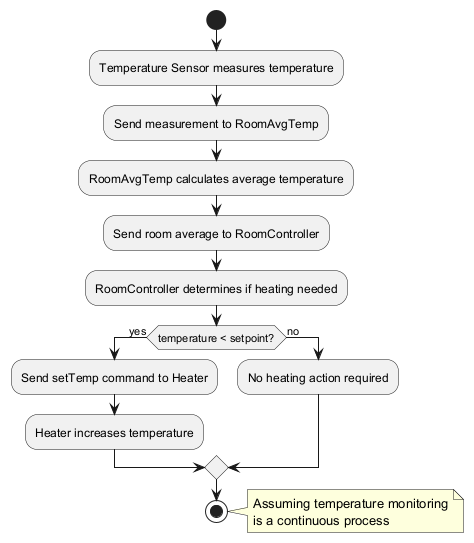 Temperature Sensor measures temperature
Send measurement to RoomAvgTemp
RoomAvgTemp calculates average temperature
Send room average to RoomController
RoomController determines if heating needed
yes
temperature < setpoint?
no
Send setTemp command to Heater
No heating action required
Heater increases temperature
Assuming temperature monitoring
is a continuous process